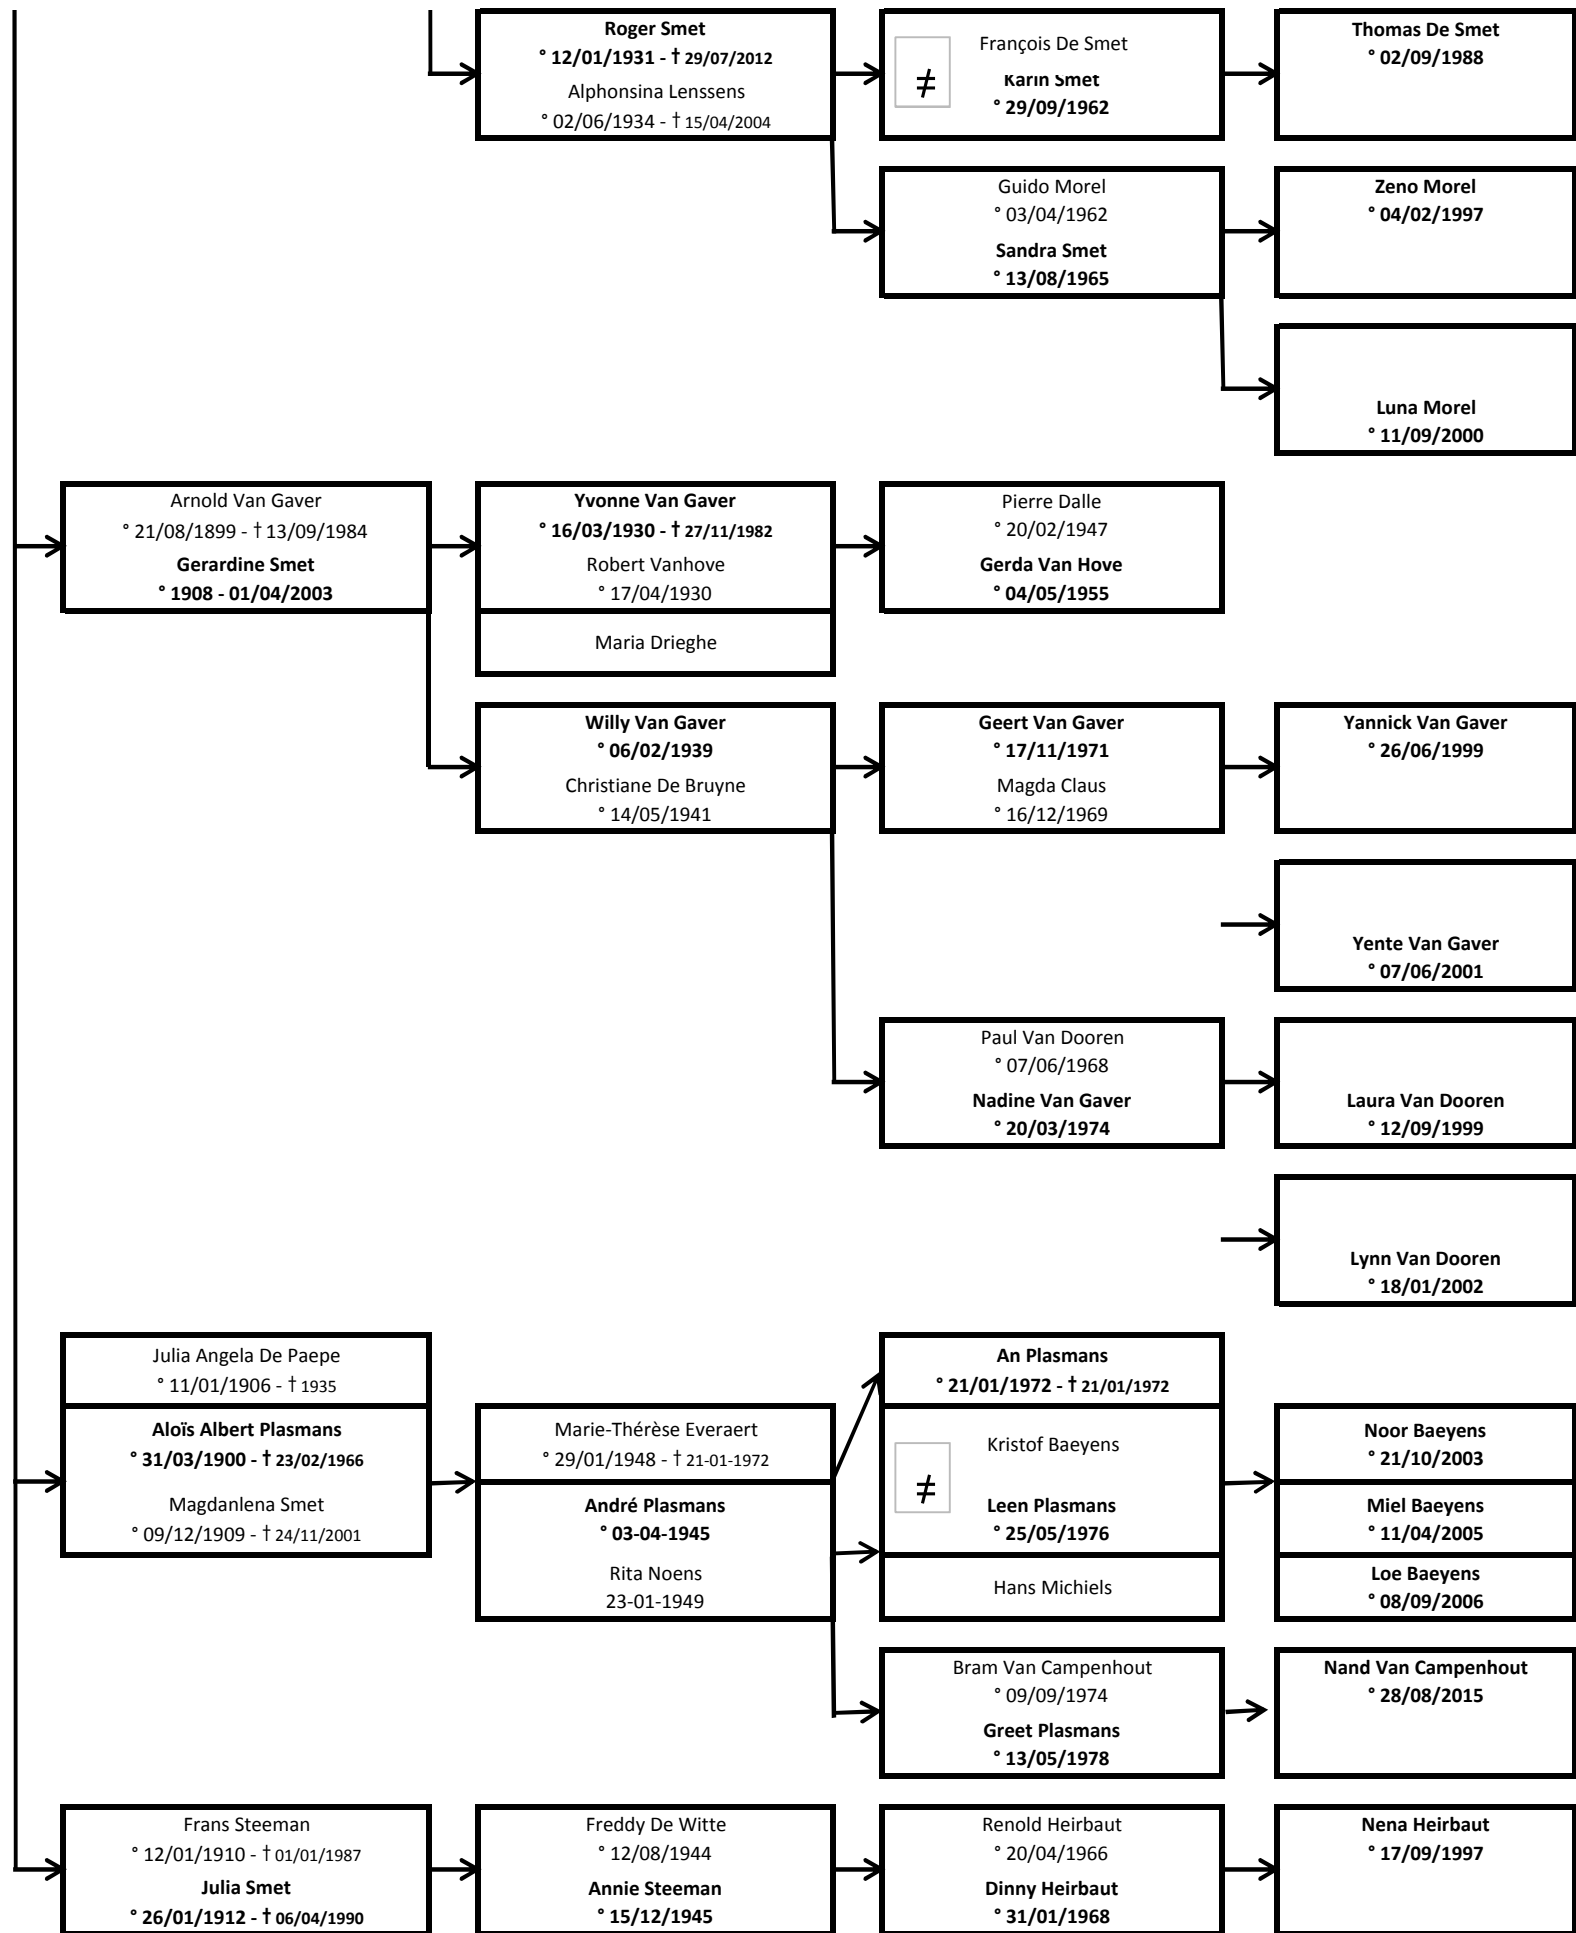 Roger Smet
° 12/01/1931 - † 29/07/2012
Alphonsina Lenssens
° 02/06/1934 - † 15/04/2004
François De Smet
≠
Karin Smet
° 29/09/1962
Thomas De Smet
° 02/09/1988
Guido Morel
° 03/04/1962
Sandra Smet
° 13/08/1965
Zeno Morel
° 04/02/1997
Luna Morel
° 11/09/2000
Arnold Van Gaver
° 21/08/1899 - † 13/09/1984
Gerardine Smet
° 1908 - 01/04/2003
Yvonne Van Gaver
° 16/03/1930 - † 27/11/1982
Robert Vanhove
° 17/04/1930
Maria Drieghe
Pierre Dalle
° 20/02/1947
Gerda Van Hove
° 04/05/1955
Willy Van Gaver
° 06/02/1939
Christiane De Bruyne
° 14/05/1941
Geert Van Gaver
° 17/11/1971
Magda Claus
° 16/12/1969
Yannick Van Gaver
° 26/06/1999
Yente Van Gaver
° 07/06/2001
Paul Van Dooren
° 07/06/1968
Nadine Van Gaver
° 20/03/1974
Laura Van Dooren
° 12/09/1999
Lynn Van Dooren
° 18/01/2002
Julia Angela De Paepe
° 11/01/1906 - † 1935
Aloïs Albert Plasmans
° 31/03/1900 - † 23/02/1966
Magdanlena Smet
° 09/12/1909 - † 24/11/2001
Marie-Thérèse Everaert
° 29/01/1948 - † 21-01-1972
André Plasmans
° 03-04-1945
Rita Noens
23-01-1949
An Plasmans
° 21/01/1972 - † 21/01/1972
Kristof Baeyens
≠
Leen Plasmans
° 25/05/1976
Hans Michiels
Noor Baeyens
° 21/10/2003
Miel Baeyens
° 11/04/2005
Loe Baeyens
° 08/09/2006
Bram Van Campenhout
° 09/09/1974
Greet Plasmans
° 13/05/1978
Nand Van Campenhout
° 28/08/2015
Frans Steeman
° 12/01/1910 - † 01/01/1987
Julia Smet
° 26/01/1912 - † 06/04/1990
Freddy De Witte
° 12/08/1944
Annie Steeman
° 15/12/1945
Renold Heirbaut
° 20/04/1966
Dinny Heirbaut
° 31/01/1968
Nena Heirbaut
° 17/09/1997